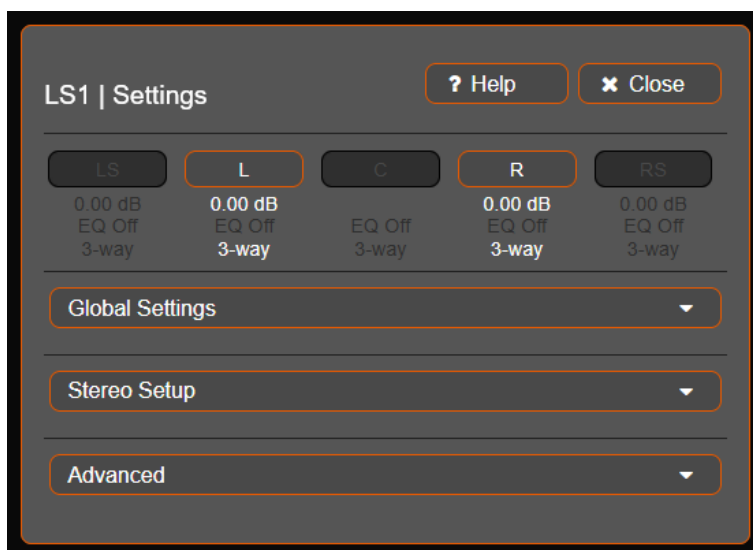 LS1 | Settings
? Help
✖ Close
LS L C R RS
0.00 dB 0.00 dB 0.00 dB 0.00 dB
EQ Off EQ Off EQ Off EQ Off EQ Off
3-way 3-way 3-way 3-way 3-way
Global Settings
Stereo Setup
Advanced